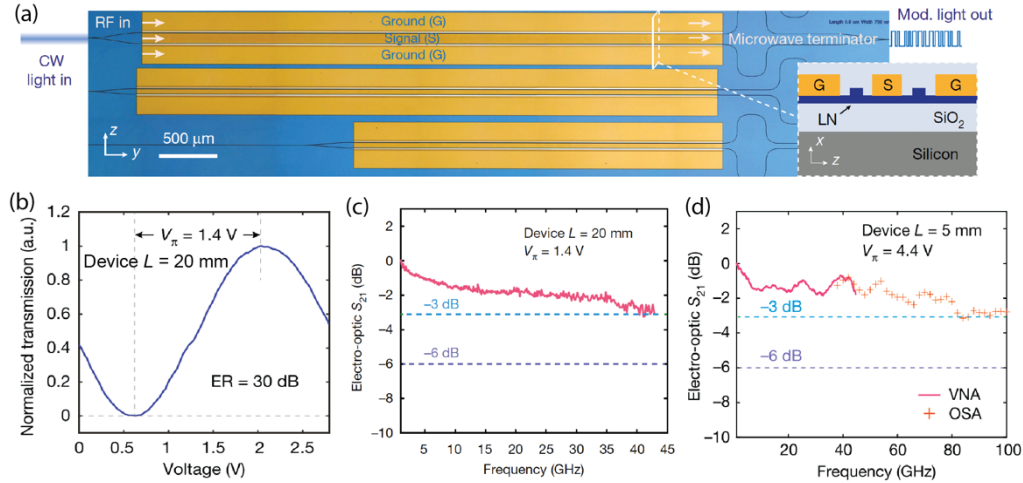 (a)
RF in
Ground (G)
Signal (S)
Ground (G)
CW
light in
Microwave terminator
Mod. light out
z
y
500 μm
G
S
G
LN
SiO2
Silicon
x
z
(b)
Normalized transmission (a.u.)
1.2
1
0.8
0.6
0.4
0.2
0
Vπ = 1.4 V
Device L = 20 mm
ER = 30 dB
0
0.5
1
1.5
2
2.5
Voltage (V)
(c)
Electro-optic S21 (dB)
2
0
−2
−4
−6
−8
−10
Device L = 20 mm
Vπ = 1.4 V
−3 dB
−6 dB
5
10
15
20
25
30
35
40
45
Frequency (GHz)
(d)
Electro-optic S21 (dB)
2
0
−2
−4
−6
−8
−10
Device L = 5 mm
Vπ = 4.4 V
−3 dB
−6 dB
VNA
OSA
20
40
60
80
100
Frequency (GHz)